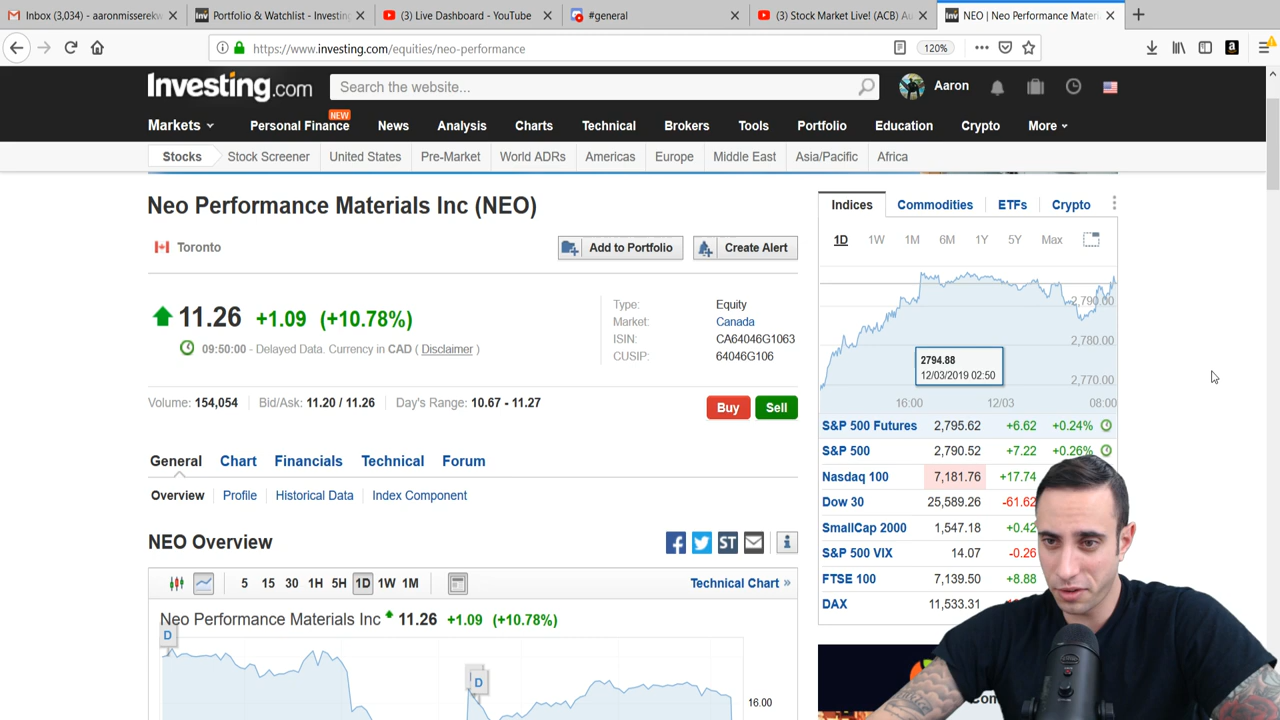 Inbox (3,034) - aaronmisserekw
Portfolio & Watchlist - Investing
(3) Live Dashboard - YouTube
#general
(3) Stock Market Live! (ACB) Au
NEO | Neo Performance Materia
https://www.investing.com/equities/neo-performance
120%
Investing.com
Search the website...
Aaron
NEW
Markets
Personal Finance
News
Analysis
Charts
Technical
Brokers
Tools
Portfolio
Education
Crypto
More
Stocks
Stock Screener
United States
Pre-Market
World ADRs
Americas
Europe
Middle East
Asia/Pacific
Africa
Neo Performance Materials Inc (NEO)
Toronto
Add to Portfolio
Create Alert
11.26 +1.09 (+10.78%)
09:50:00 - Delayed Data. Currency in CAD ( Disclaimer )
Type: Equity
Market: Canada
ISIN: CA64046G1063
CUSIP: 64046G106
Volume: 154,054
Bid/Ask: 11.20 / 11.26
Day's Range: 10.67 - 11.27
Buy
Sell
General
Chart
Financials
Technical
Forum
Overview
Profile
Historical Data
Index Component
NEO Overview
ST
5 15 30 1H 5H 1D 1W 1M
Technical Chart »
Neo Performance Materials Inc 11.26 +1.09 (+10.78%)
D
D
16.00
Indices
Commodities
ETFs
Crypto
1D 1W 1M 6M 1Y 5Y Max
2,790.00
2,780.00
2,770.00
2794.88
12/03/2019 02:50
16:00 12/03 08:00
S&P 500 Futures 2,795.62 +6.62 +0.24%
S&P 500 2,790.52 +7.22 +0.26%
Nasdaq 100 7,181.76 +17.74
Dow 30 25,589.26 -61.62
SmallCap 2000 1,547.18 +0.42
S&P 500 VIX 14.07 -0.26
FTSE 100 7,139.50 +8.88
DAX 11,533.31